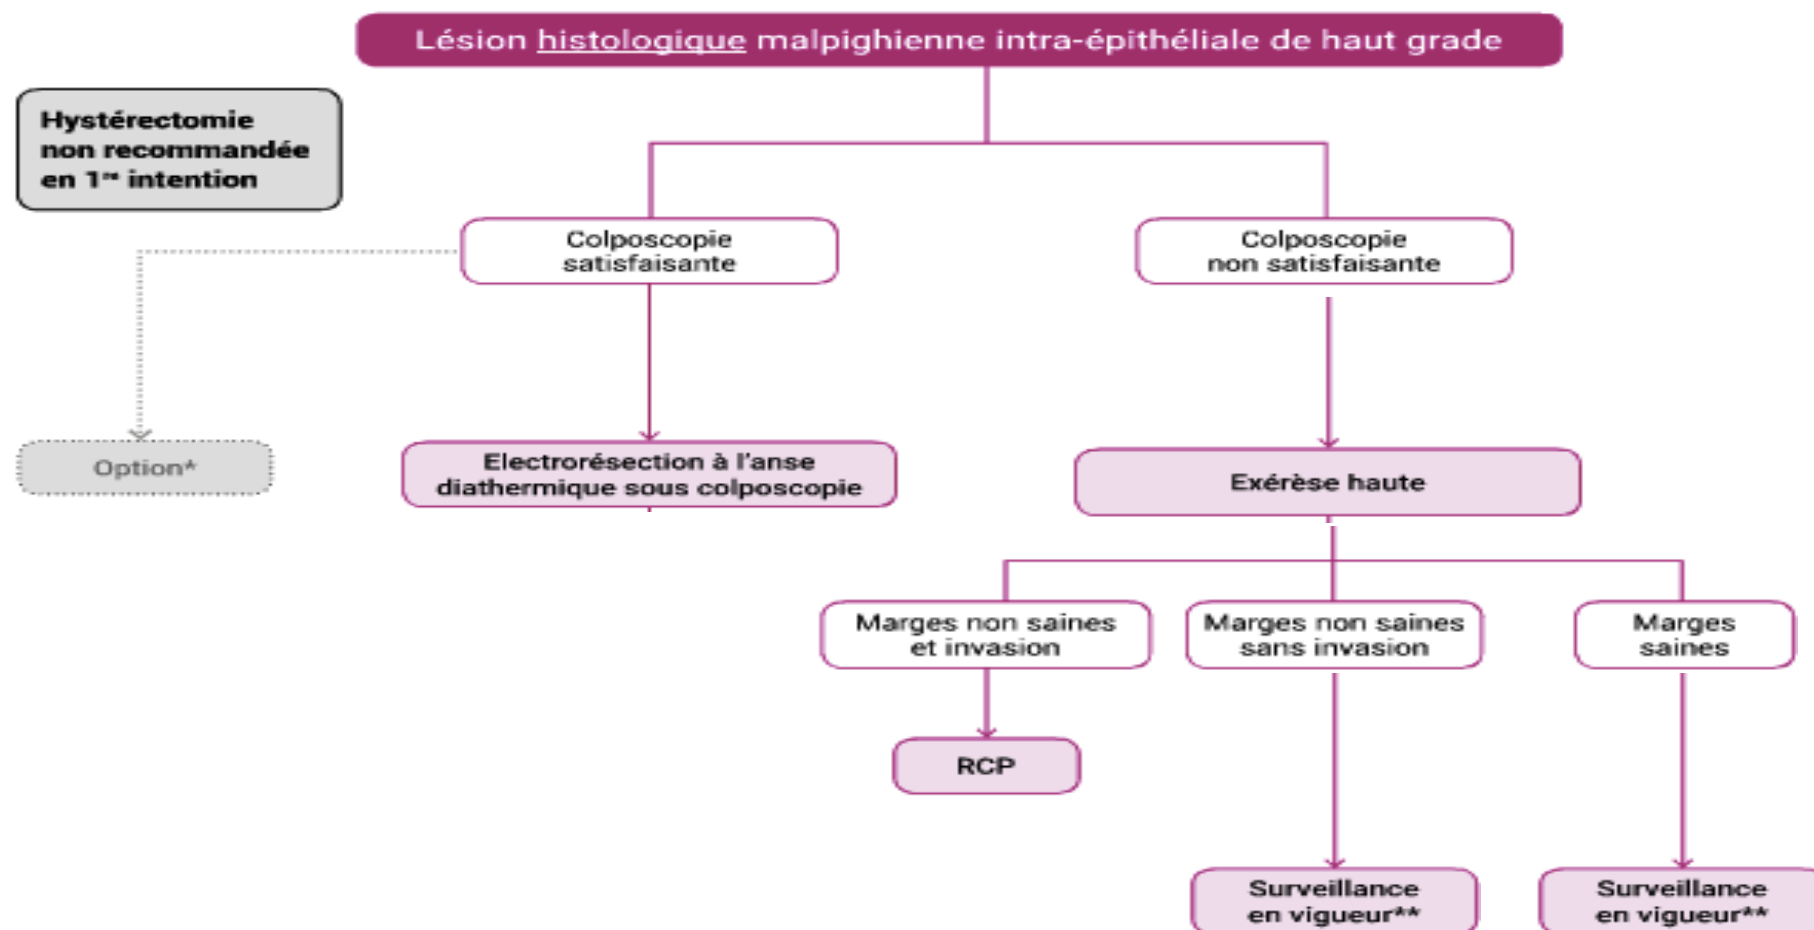 Lésion histologique malpighienne intra-épithéliale de haut grade
Hystérectomie
non recommandée
en 1re intention
Colposcopie
satisfaisante
Colposcopie
non satisfaisante
Option*
Electrorésection à l'anse
diathermique sous colposcopie
Exérèse haute
Marges non saines
et invasion
Marges non saines
sans invasion
Marges
saines
RCP
Surveillance
en vigueur**
Surveillance
en vigueur**